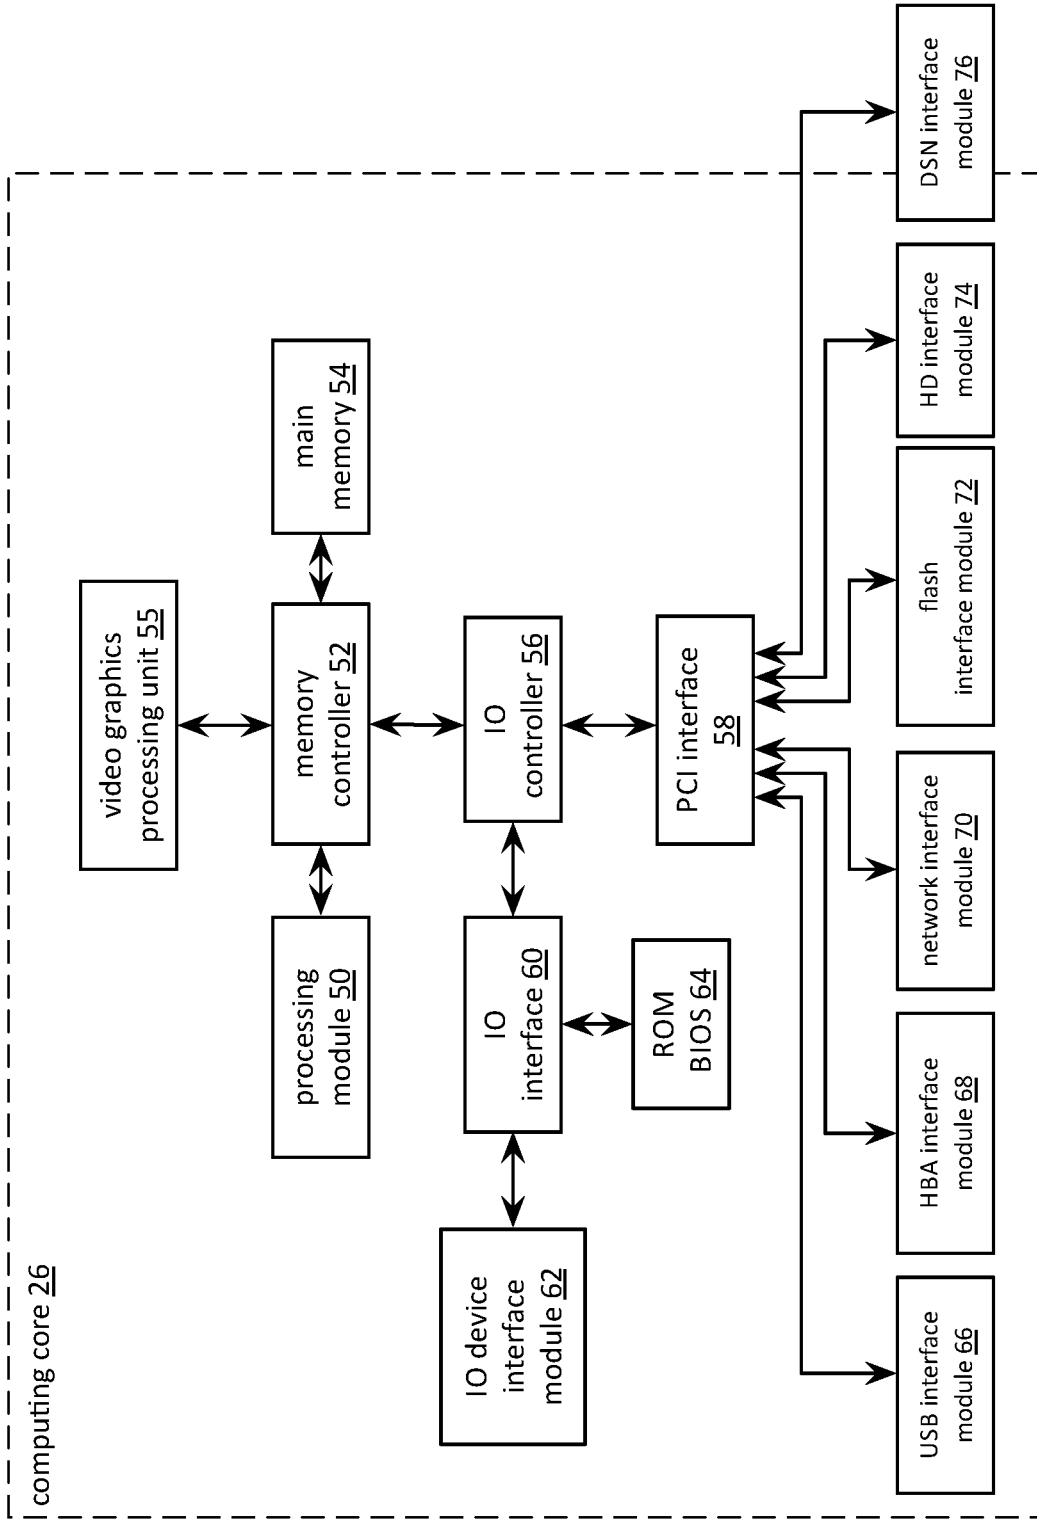 computing core 26
video graphics
processing unit 55
processing
module 50
memory
controller 52
main
memory 54
IO device
interface
module 62
IO
interface 60
IO
controller 56
ROM
BIOS 64
PCI interface
58
USB interface
module 66
HBA interface
module 68
network interface
module 70
flash
interface module 72
HD interface
module 74
DSN interface
module 76